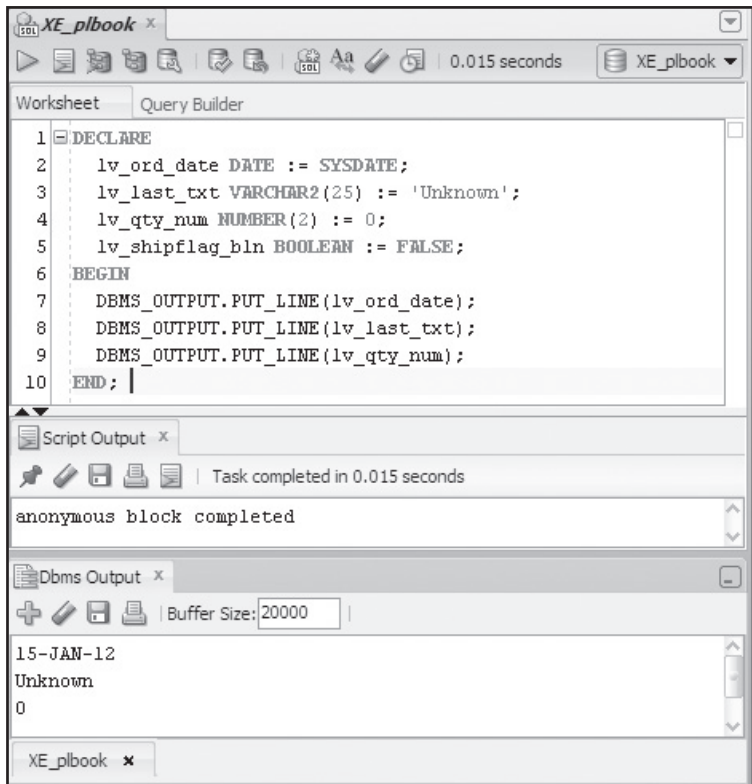 SQL XE_plbook x
SQL Aa 0.015 seconds XE_plbook
Worksheet Query Builder
1 DECLARE
2 lv_ord_date DATE := SYSDATE;
3 lv_last_txt VARCHAR2(25) := 'Unknown';
4 lv_qty_num NUMBER(2) := 0;
5 lv_shipflag_bln BOOLEAN := FALSE;
6 BEGIN
7 DBMS_OUTPUT.PUT_LINE(lv_ord_date);
8 DBMS_OUTPUT.PUT_LINE(lv_last_txt);
9 DBMS_OUTPUT.PUT_LINE(lv_qty_num);
10 END;
Script Output x
Task completed in 0.015 seconds
anonymous block completed
Dbms Output x
Buffer Size: 20000
15-JAN-12
Unknown
0
XE_plbook x